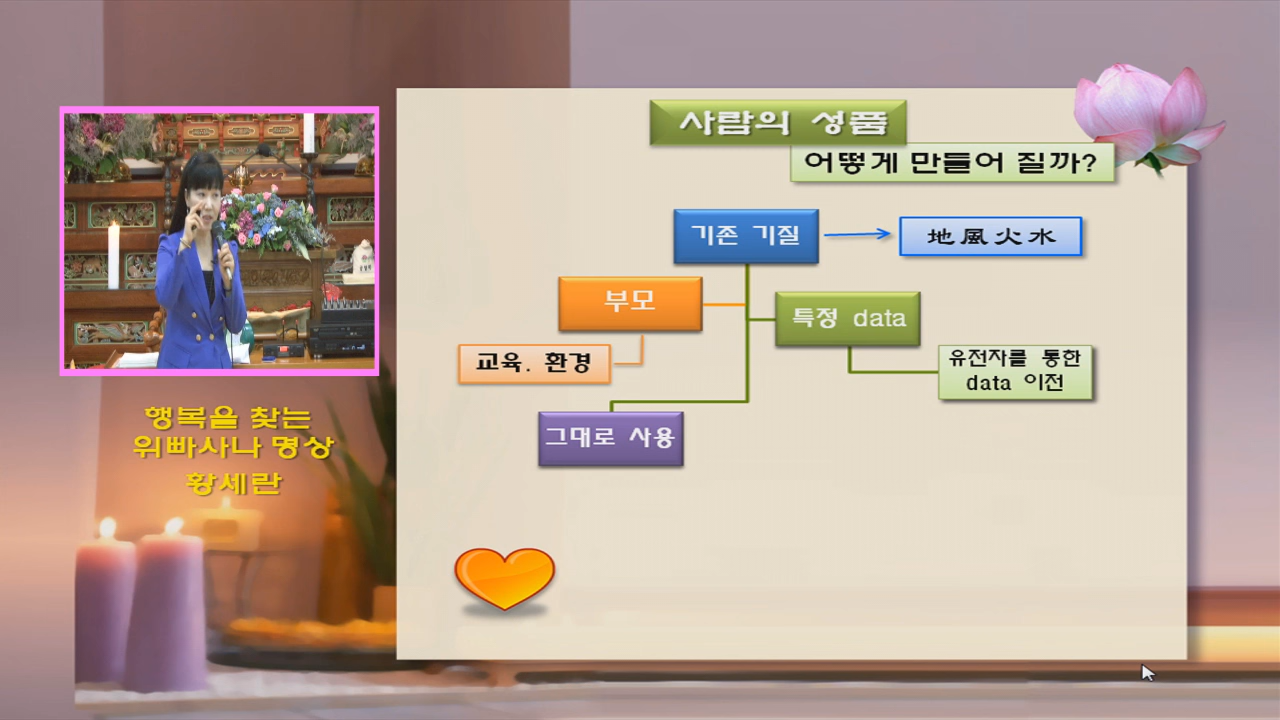 사람의 성품
어떻게 만들어 질까?
기존 기질
地風火水
부모
특정 data
교육. 환경
유전자를 통한
data 이전
그대로 사용
행복을 찾는
위빠사나 명상
황세란